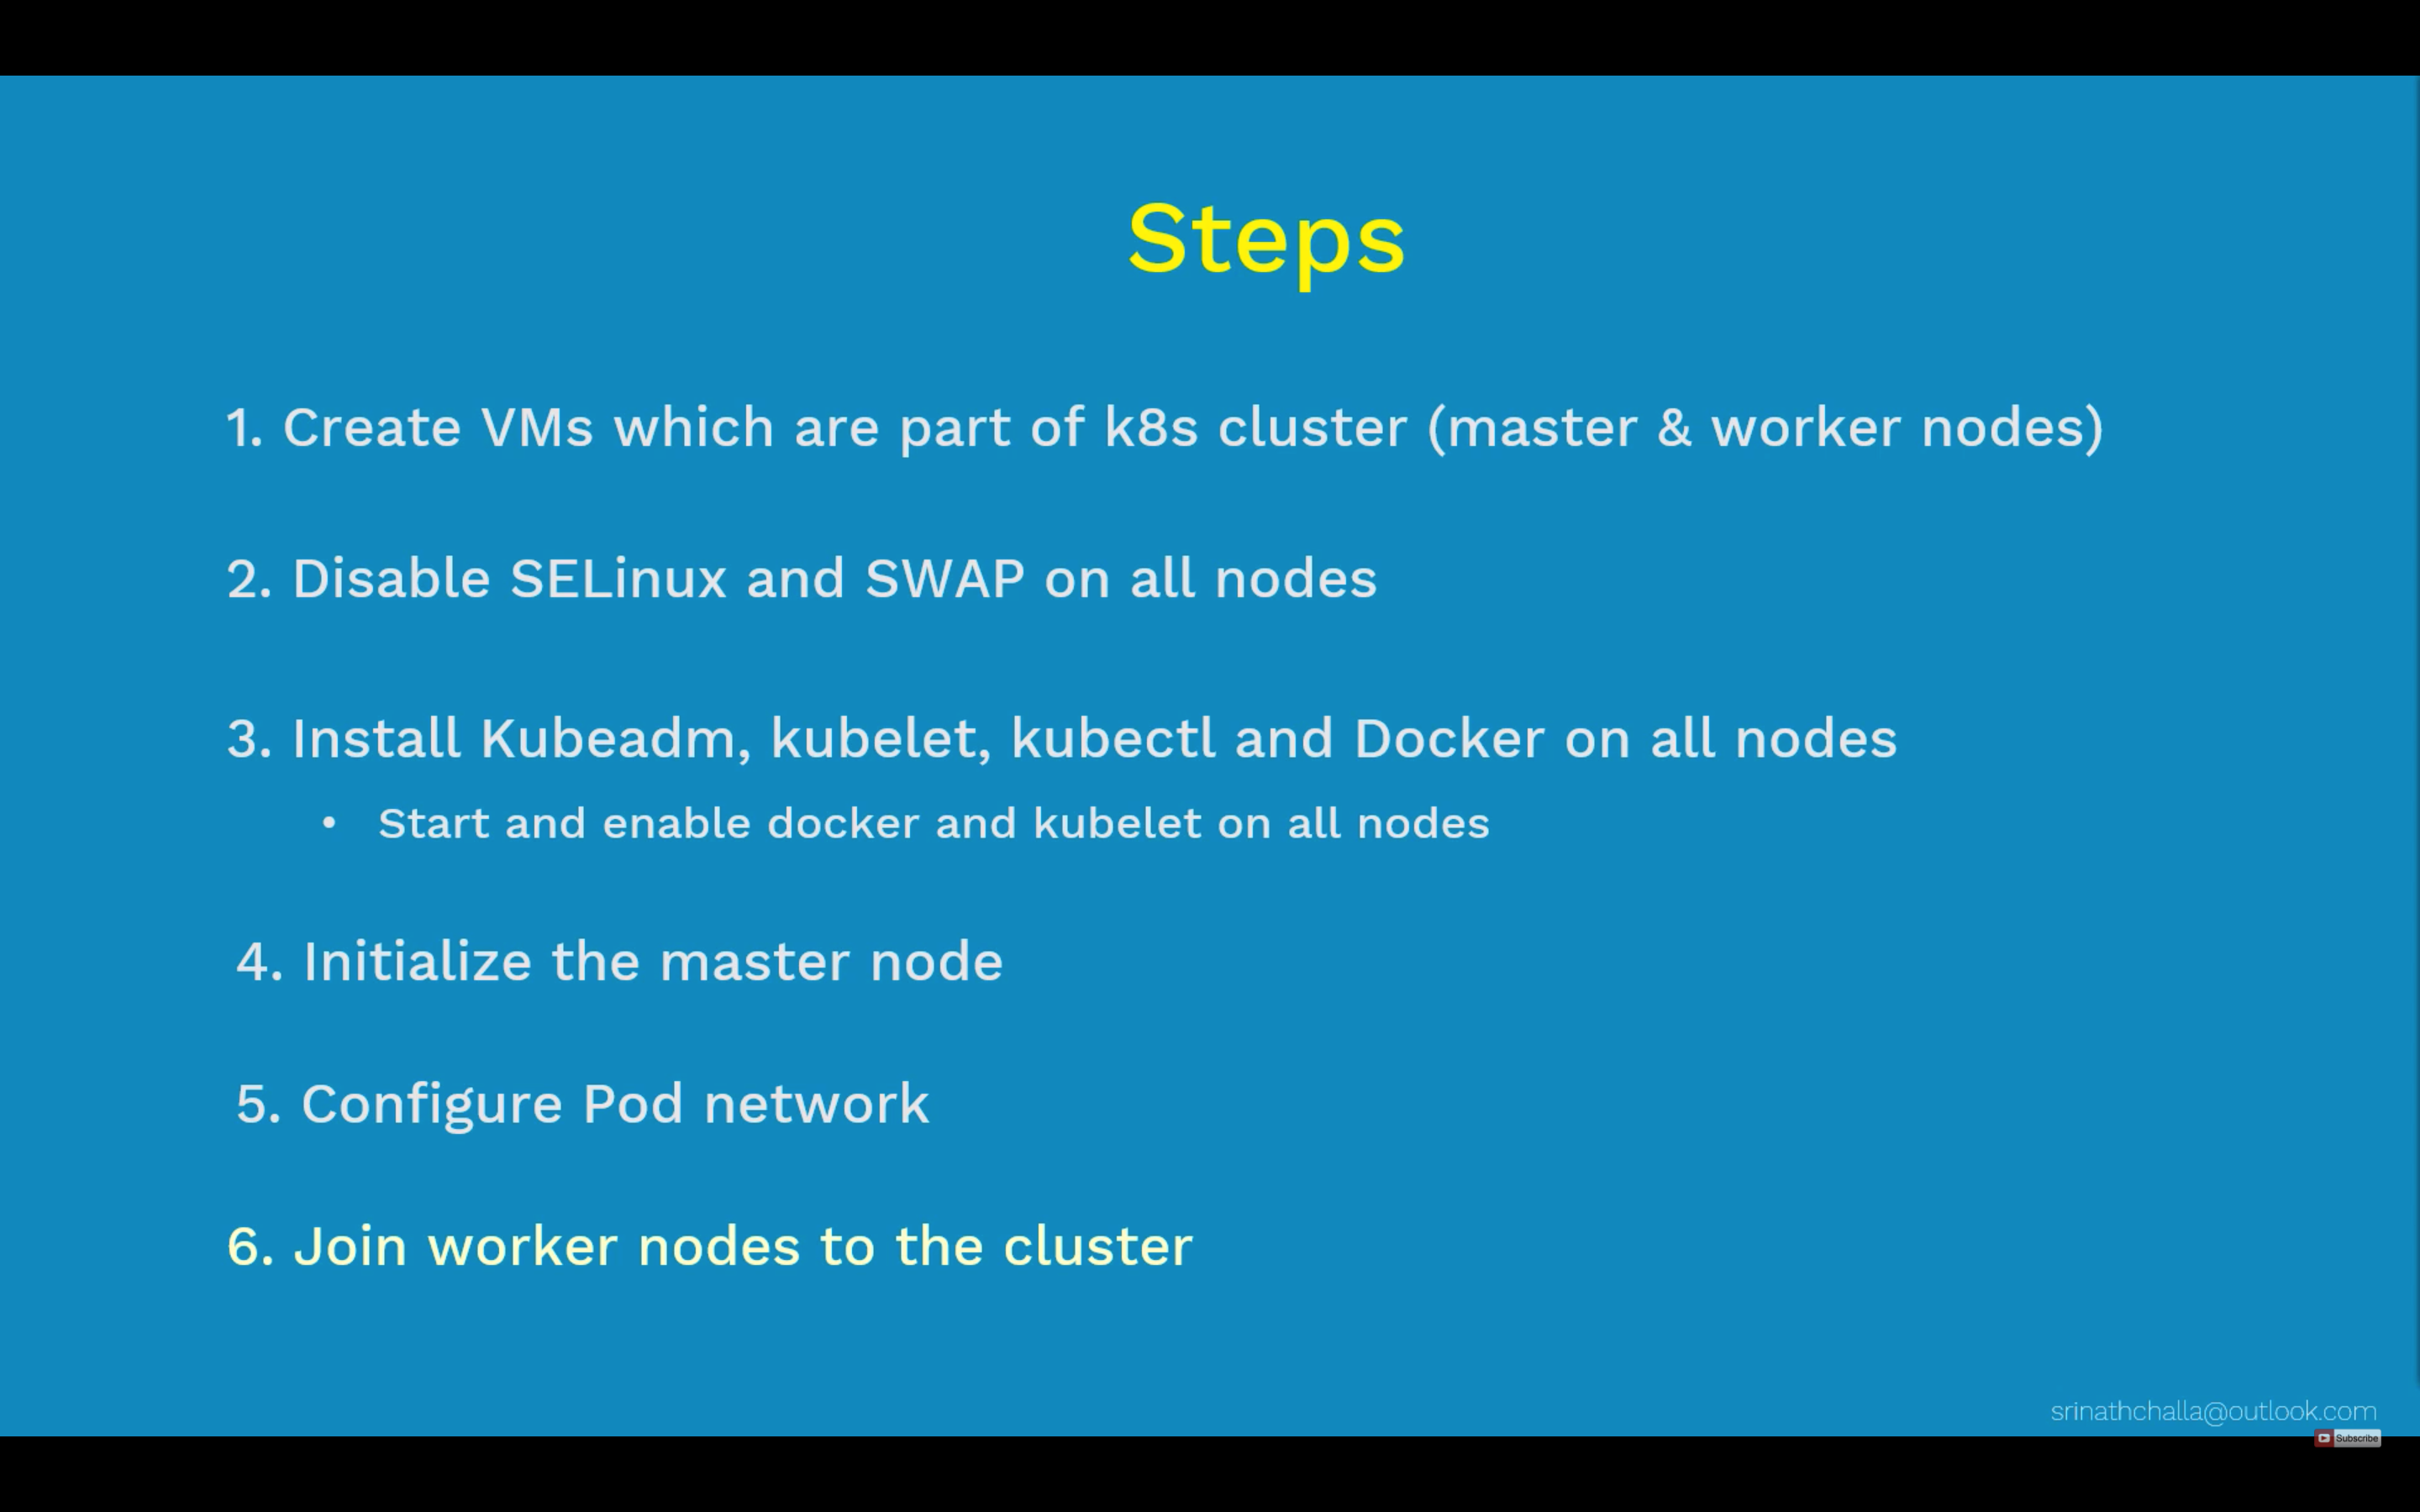 Steps
1. Create VMs which are part of k8s cluster (master & worker nodes)
2. Disable SELinux and SWAP on all nodes
3. Install Kubeadm, kubelet, kubectl and Docker on all nodes
• Start and enable docker and kubelet on all nodes
4. Initialize the master node
5. Configure Pod network
6. Join worker nodes to the cluster
srinathchalla@outlook.com
Subscribe